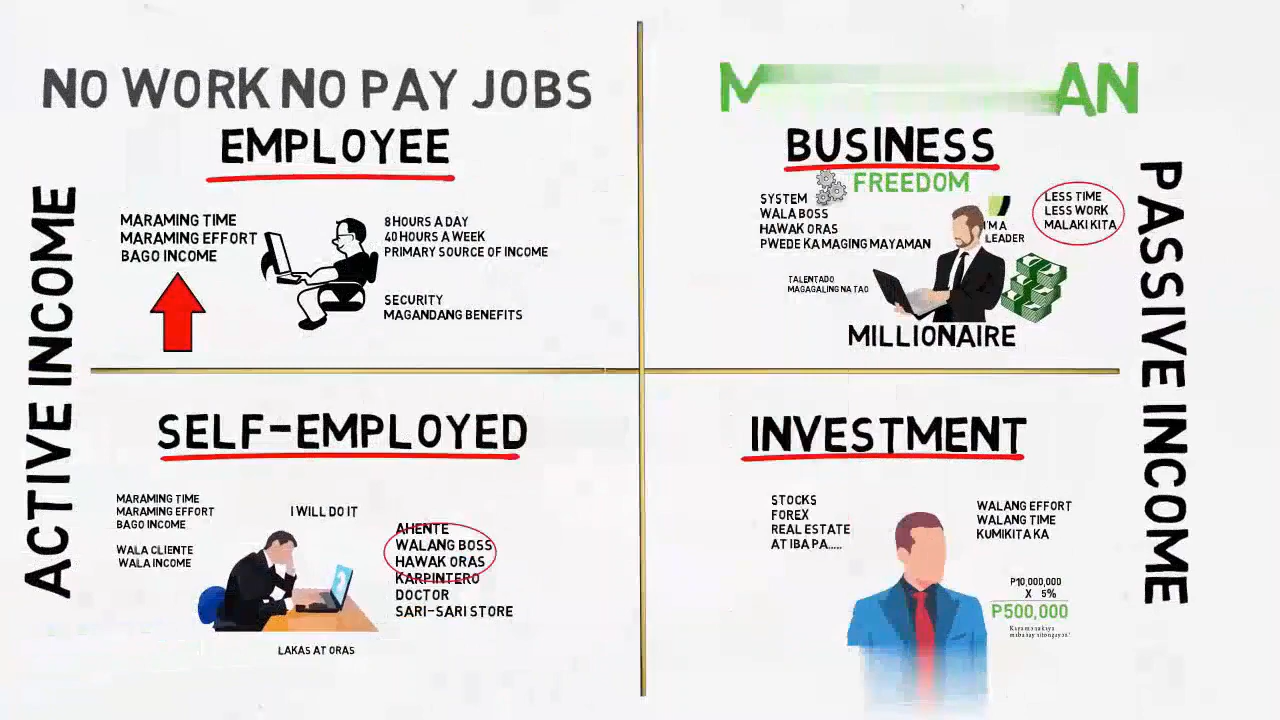 NO WORK NO PAY JOBS
EMPLOYEE
ACTIVE INCOME
MARAMING TIME
MARAMING EFFORT
BAGO INCOME
8 HOURS A DAY
40 HOURS A WEEK
PRIMARY SOURCE OF INCOME
SECURITY
MAGANDANG BENEFITS
BUSINESS
FREEDOM
SYSTEM
WALA BOSS
HAWAK ORAS
PWEDE KA MAGING MAYAMAN
TALENTADO
MAGAGALING NA TAO
I'M A
LEADER
LESS TIME
LESS WORK
MALAKI KITA
MILLIONAIRE
PASSIVE INCOME
SELF-EMPLOYED
MARAMING TIME
MARAMING EFFORT
BAGO INCOME
WALA CLIENTE
WALA INCOME
I WILL DO IT
AHENTE
WALANG BOSS
HAWAK ORAS
KARPINTERO
DOCTOR
SARI-SARI STORE
LAKAS AT ORAS
INVESTMENT
STOCKS
FOREX
REAL ESTATE
AT IBA PA.....
WALANG EFFORT
WALANG TIME
KUMIKITA KA
P10,000,000
X 5%
P500,000